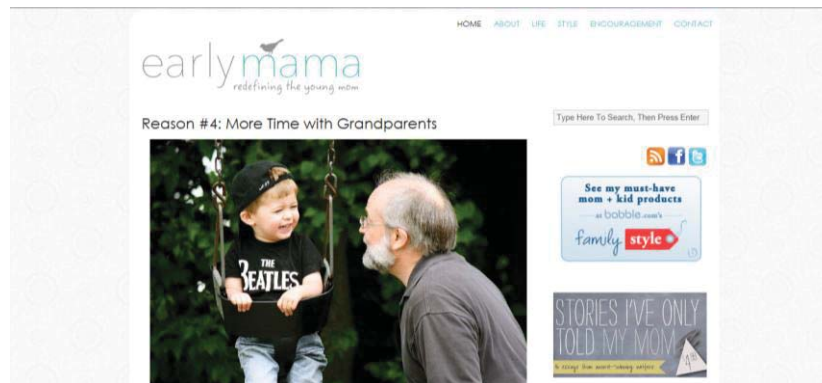 HOME ABOUT LIFE STYLE ENCOURAGEMENT CONTACT
earlymama
redefining the young mom
Reason #4: More Time with Grandparents
Type Here To Search, Then Press Enter
THE
BEATLES
See my must-have
mom + kid products
at bobble.com's
family style
STORIES I'VE ONLY
TOLD MY MOM